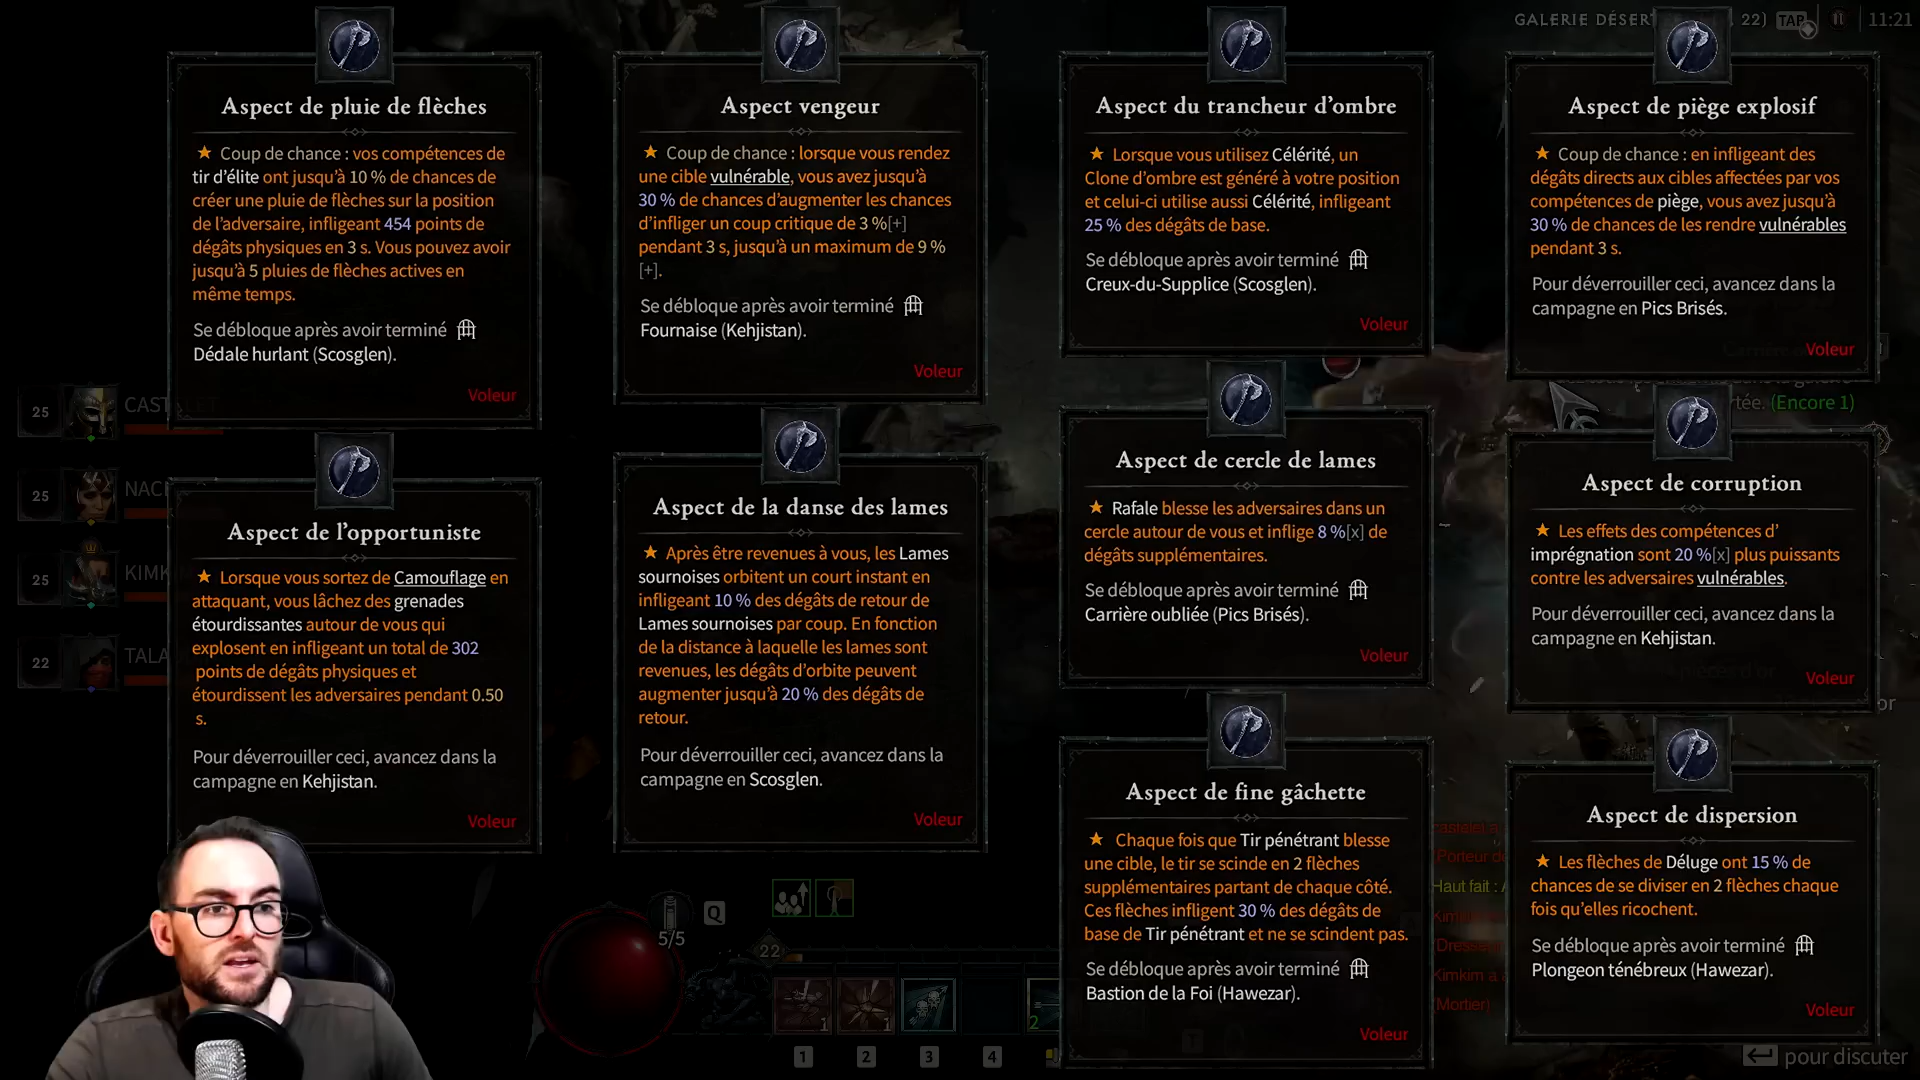 22)
TAP
11:21
Aspect de pluie de flèches
Coup de chance : vos compétences de
tir d'élite ont jusqu'à 10 % de chances de
créer une pluie de flèches sur la position
de l'adversaire, infligeant 454 points de
dégâts physiques en 3 s. Vous pouvez avoir
jusqu'à 5 pluies de flèches actives en
même temps.
Se débloque après avoir terminé
Dédale hurlant (Scosglen).
Voleur
Aspect vengeur
Coup de chance : lorsque vous rendez
une cible vulnérable, vous avez jusqu'à
30 % de chances d'augmenter les chances
d'infliger un coup critique de 3 %[+]
pendant 3 s, jusqu'à un maximum de 9 %
[+].
Se débloque après avoir terminé
Fournaise (Kehjistan).
Voleur
Aspect du trancheur d'ombre
Lorsque vous utilisez Célérité, un
Clone d'ombre est généré à votre position
et celui-ci utilise aussi Célérité, infligeant
25 % des dégâts de base.
Se débloque après avoir terminé
Creux-du-Supplice (Scosglen).
Voleur
Aspect de piège explosif
Coup de chance : en infligeant des
dégâts directs aux cibles affectées par vos
compétences de piège, vous avez jusqu'à
30 % de chances de les rendre vulnérables
pendant 3 s.
Pour déverrouiller ceci, avancez dans la
campagne en Pics Brisés.
Voleur
(Encore 1)
25
25
25
22
Aspect de l'opportuniste
Lorsque vous sortez de Camouflage en
attaquant, vous lâchez des grenades
étourdissantes autour de vous qui
explosent en infligeant un total de 302
points de dégâts physiques et
étourdissent les adversaires pendant 0.50
s.
Pour déverrouiller ceci, avancez dans la
campagne en Kehjistan.
Voleur
Aspect de la danse des lames
Après être revenues à vous, les Lames
sournoises orbitent un court instant en
infligeant 10 % des dégâts de retour de
Lames sournoises par coup. En fonction
de la distance à laquelle les lames sont
revenues, les dégâts d'orbite peuvent
augmenter jusqu'à 20 % des dégâts de
retour.
Pour déverrouiller ceci, avancez dans la
campagne en Scosglen.
Voleur
Aspect de cercle de lames
Rafale blesse les adversaires dans un
cercle autour de vous et inflige 8 %[x] de
dégâts supplémentaires.
Se débloque après avoir terminé
Carrière oubliée (Pics Brisés).
Voleur
Aspect de corruption
Les effets des compétences d'
imprégnation sont 20 %[x] plus puissants
contre les adversaires vulnérables.
Pour déverrouiller ceci, avancez dans la
campagne en Kehjistan.
Voleur
Aspect de fine gâchette
Chaque fois que Tir pénétrant blesse
une cible, le tir se scinde en 2 flèches
supplémentaires partant de chaque côté.
Ces flèches infligent 30 % des dégâts de
base de Tir pénétrant et ne se scindent pas.
Se débloque après avoir terminé
Bastion de la Foi (Hawezar).
Voleur
Aspect de dispersion
Les flèches de Déluge ont 15 % de
chances de se diviser en 2 flèches chaque
fois qu'elles ricochent.
Se débloque après avoir terminé
Plongeon ténébreux (Hawezar).
Voleur
Haut fait :
5/5
Q
22
1
1
2
1 2 3 4
pour discuter